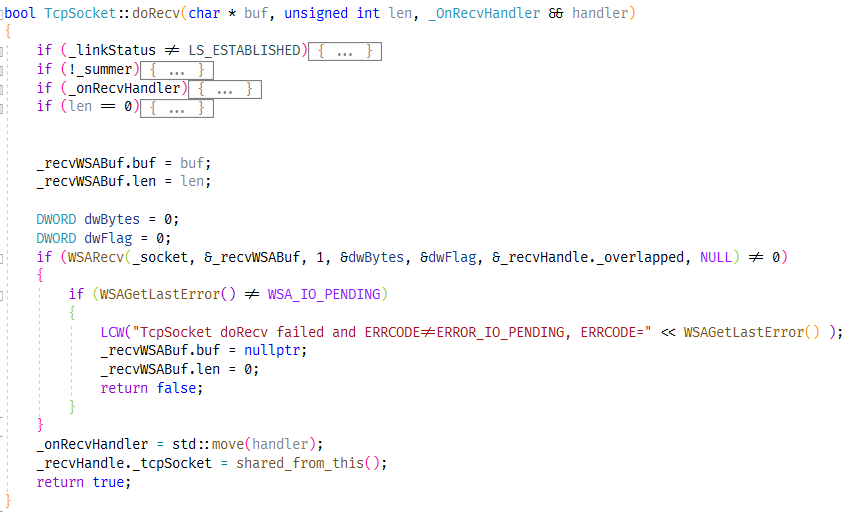 bool TcpSocket::doRecv(char * buf, unsigned int len, _OnRecvHandler && handler)
{
    if (_linkStatus != LS_ESTABLISHED){ ... }
    if (!_summer){ ... }
    if (_onRecvHandler){ ... }
    if (len == 0){ ... }
    _recvWSABuf.buf = buf;
    _recvWSABuf.len = len;
    DWORD dwBytes = 0;
    DWORD dwFlag = 0;
    if (WSARecv(_socket, &_recvWSABuf, 1, &dwBytes, &dwFlag, &_recvHandle._overlapped, NULL) != 0)
    {
        if (WSAGetLastError() != WSA_IO_PENDING)
        {
            LCW("TcpSocket doRecv failed and ERRCODE!=ERROR_IO_PENDING, ERRCODE=" << WSAGetLastError() );
            _recvWSABuf.buf = nullptr;
            _recvWSABuf.len = 0;
            return false;
        }
    }
    _onRecvHandler = std::move(handler);
    _recvHandle._tcpSocket = shared_from_this();
    return true;
}